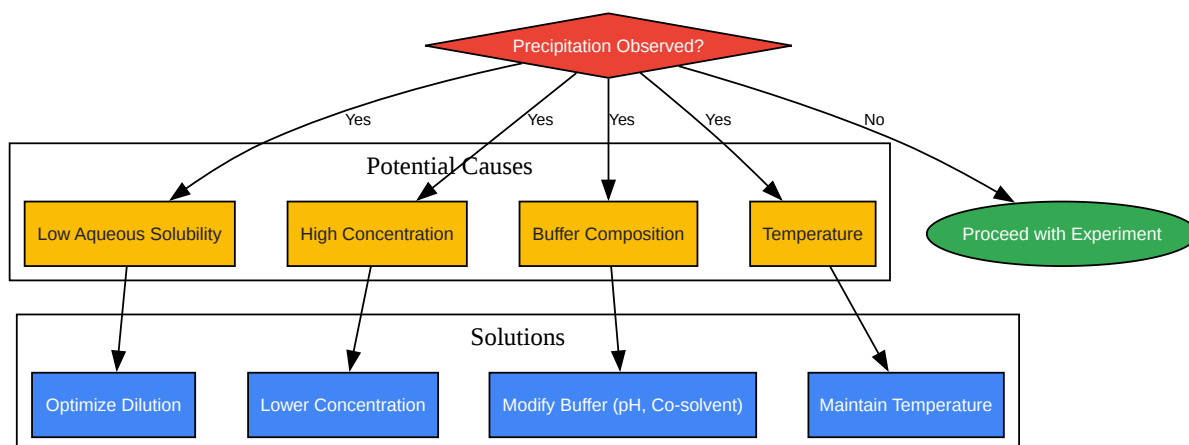 Precipitation Observed?
Yes
Yes
Yes
Yes
No
Potential Causes
Low Aqueous Solubility
High Concentration
Buffer Composition
Temperature
Proceed with Experiment
Solutions
Optimize Dilution
Lower Concentration
Modify Buffer (pH, Co-solvent)
Maintain Temperature